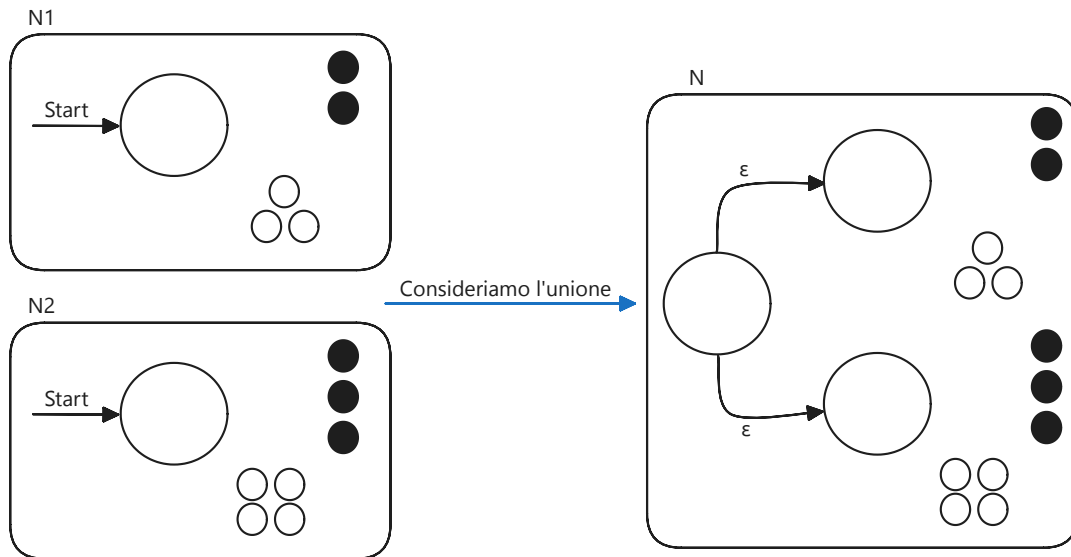 N1
Start
N2
Start
Consideriamo l'unione
N
ε
ε